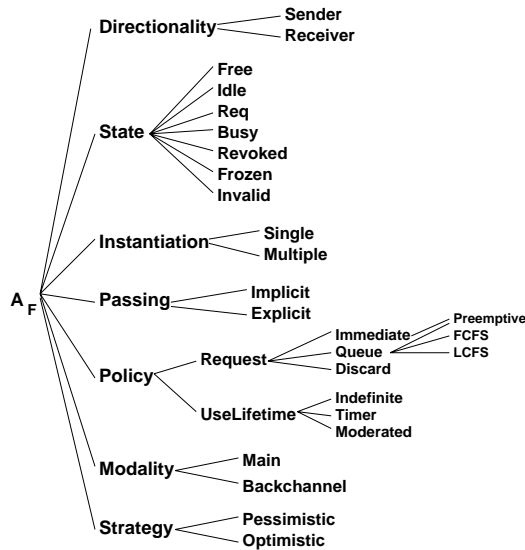 Directionality
Sender
Receiver
State
Free
Idle
Req
Busy
Revoked
Frozen
Invalid
Instantiation
Single
Multiple
A F
Passing
Implicit
Explicit
Policy
Request
Immediate
Queue
Discard
Preemptive
FCFS
LCFS
UseLifetime
Indefinite
Timer
Moderated
Modality
Main
Backchannel
Strategy
Pessimistic
Optimistic